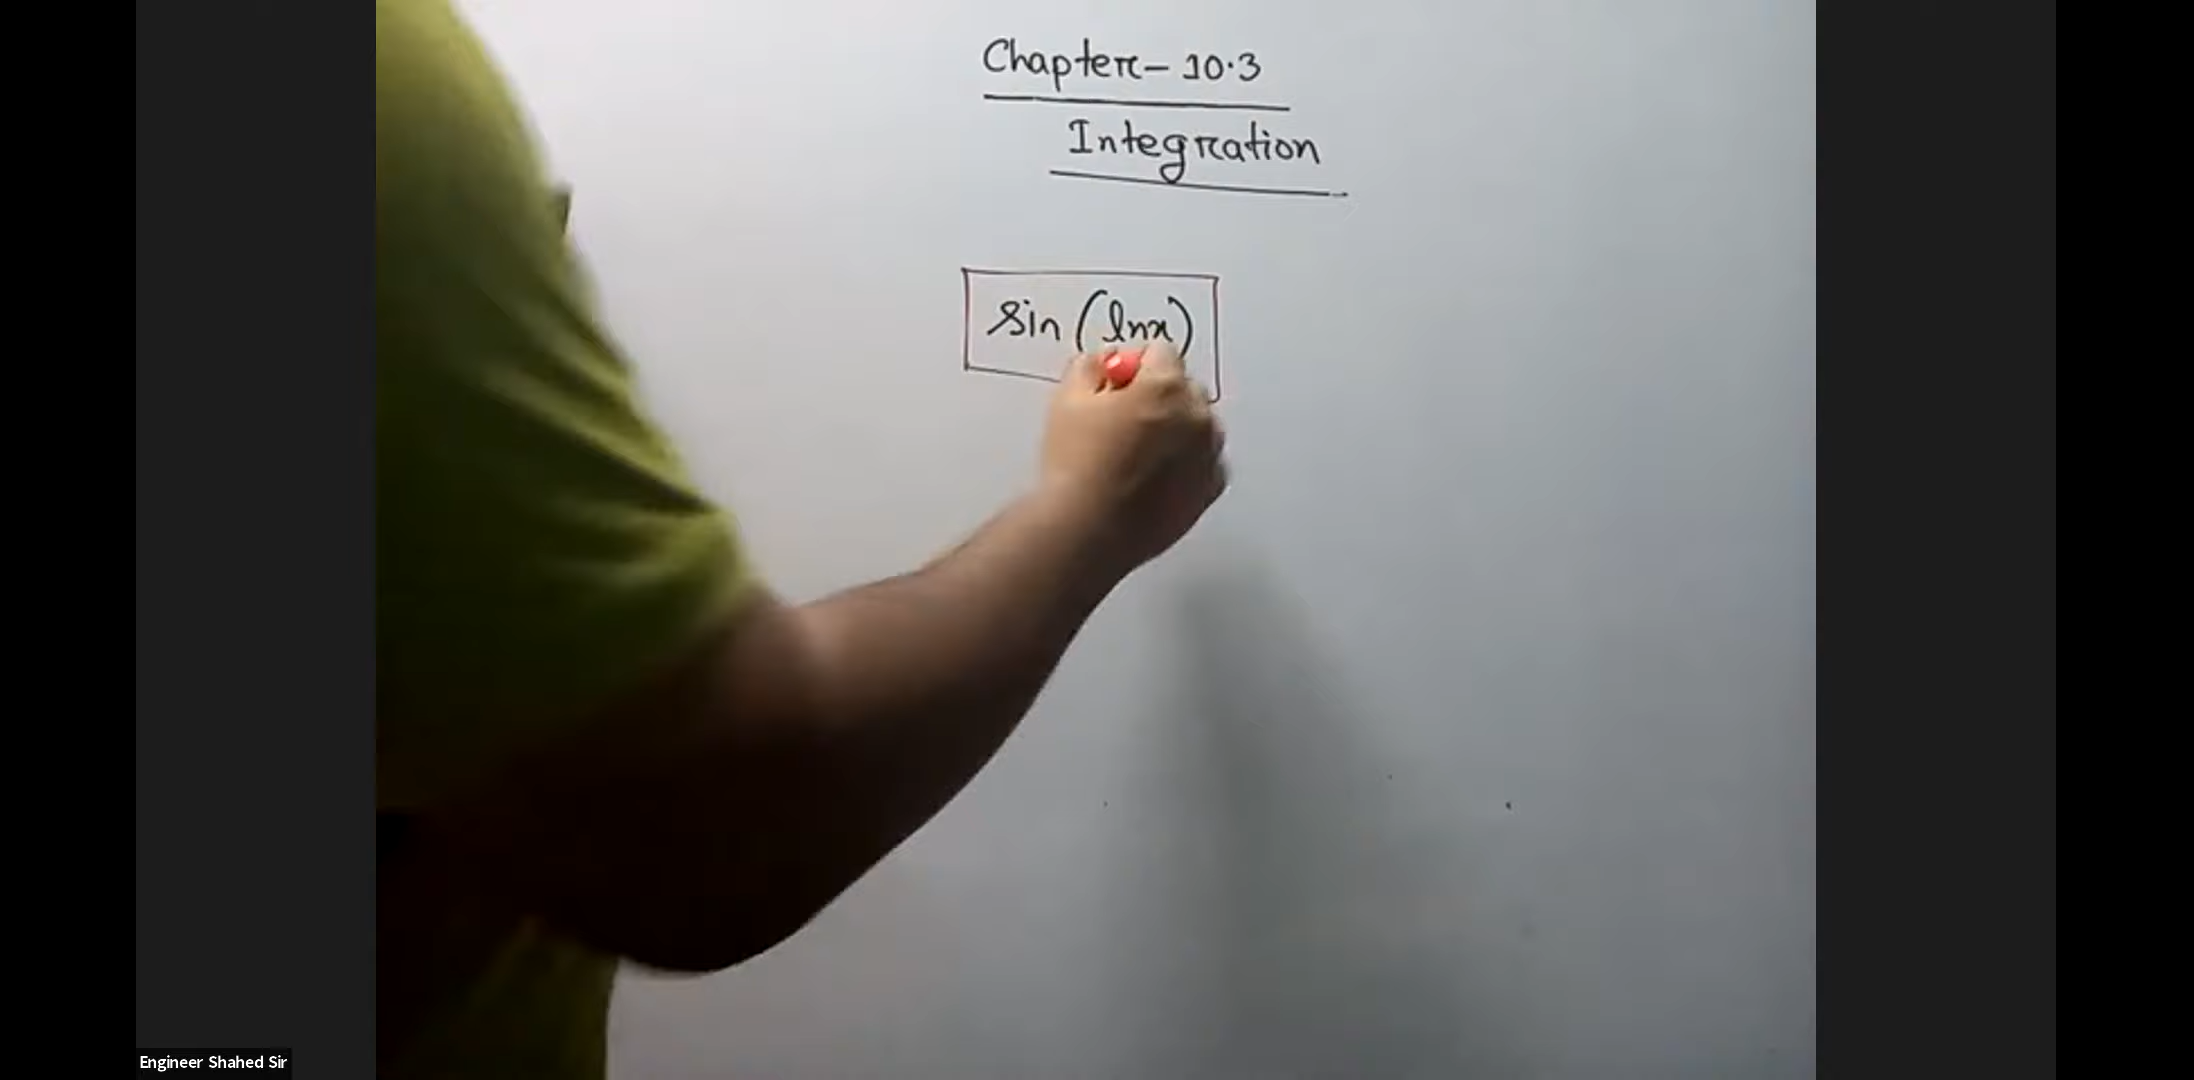 Chapter- 10.3
Integration
sin (lnx)
Engineer Shahed Sir